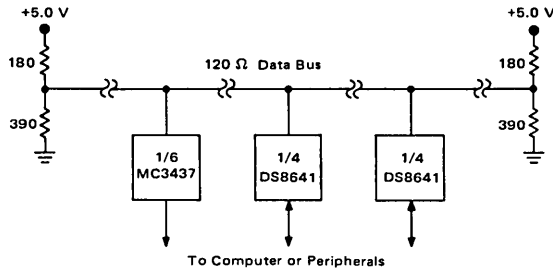 +5.0 V
+5.0 V
180
120 Ω Data Bus
180
390
390
1/6
MC3437
1/4
DS8641
1/4
DS8641
To Computer or Peripherals